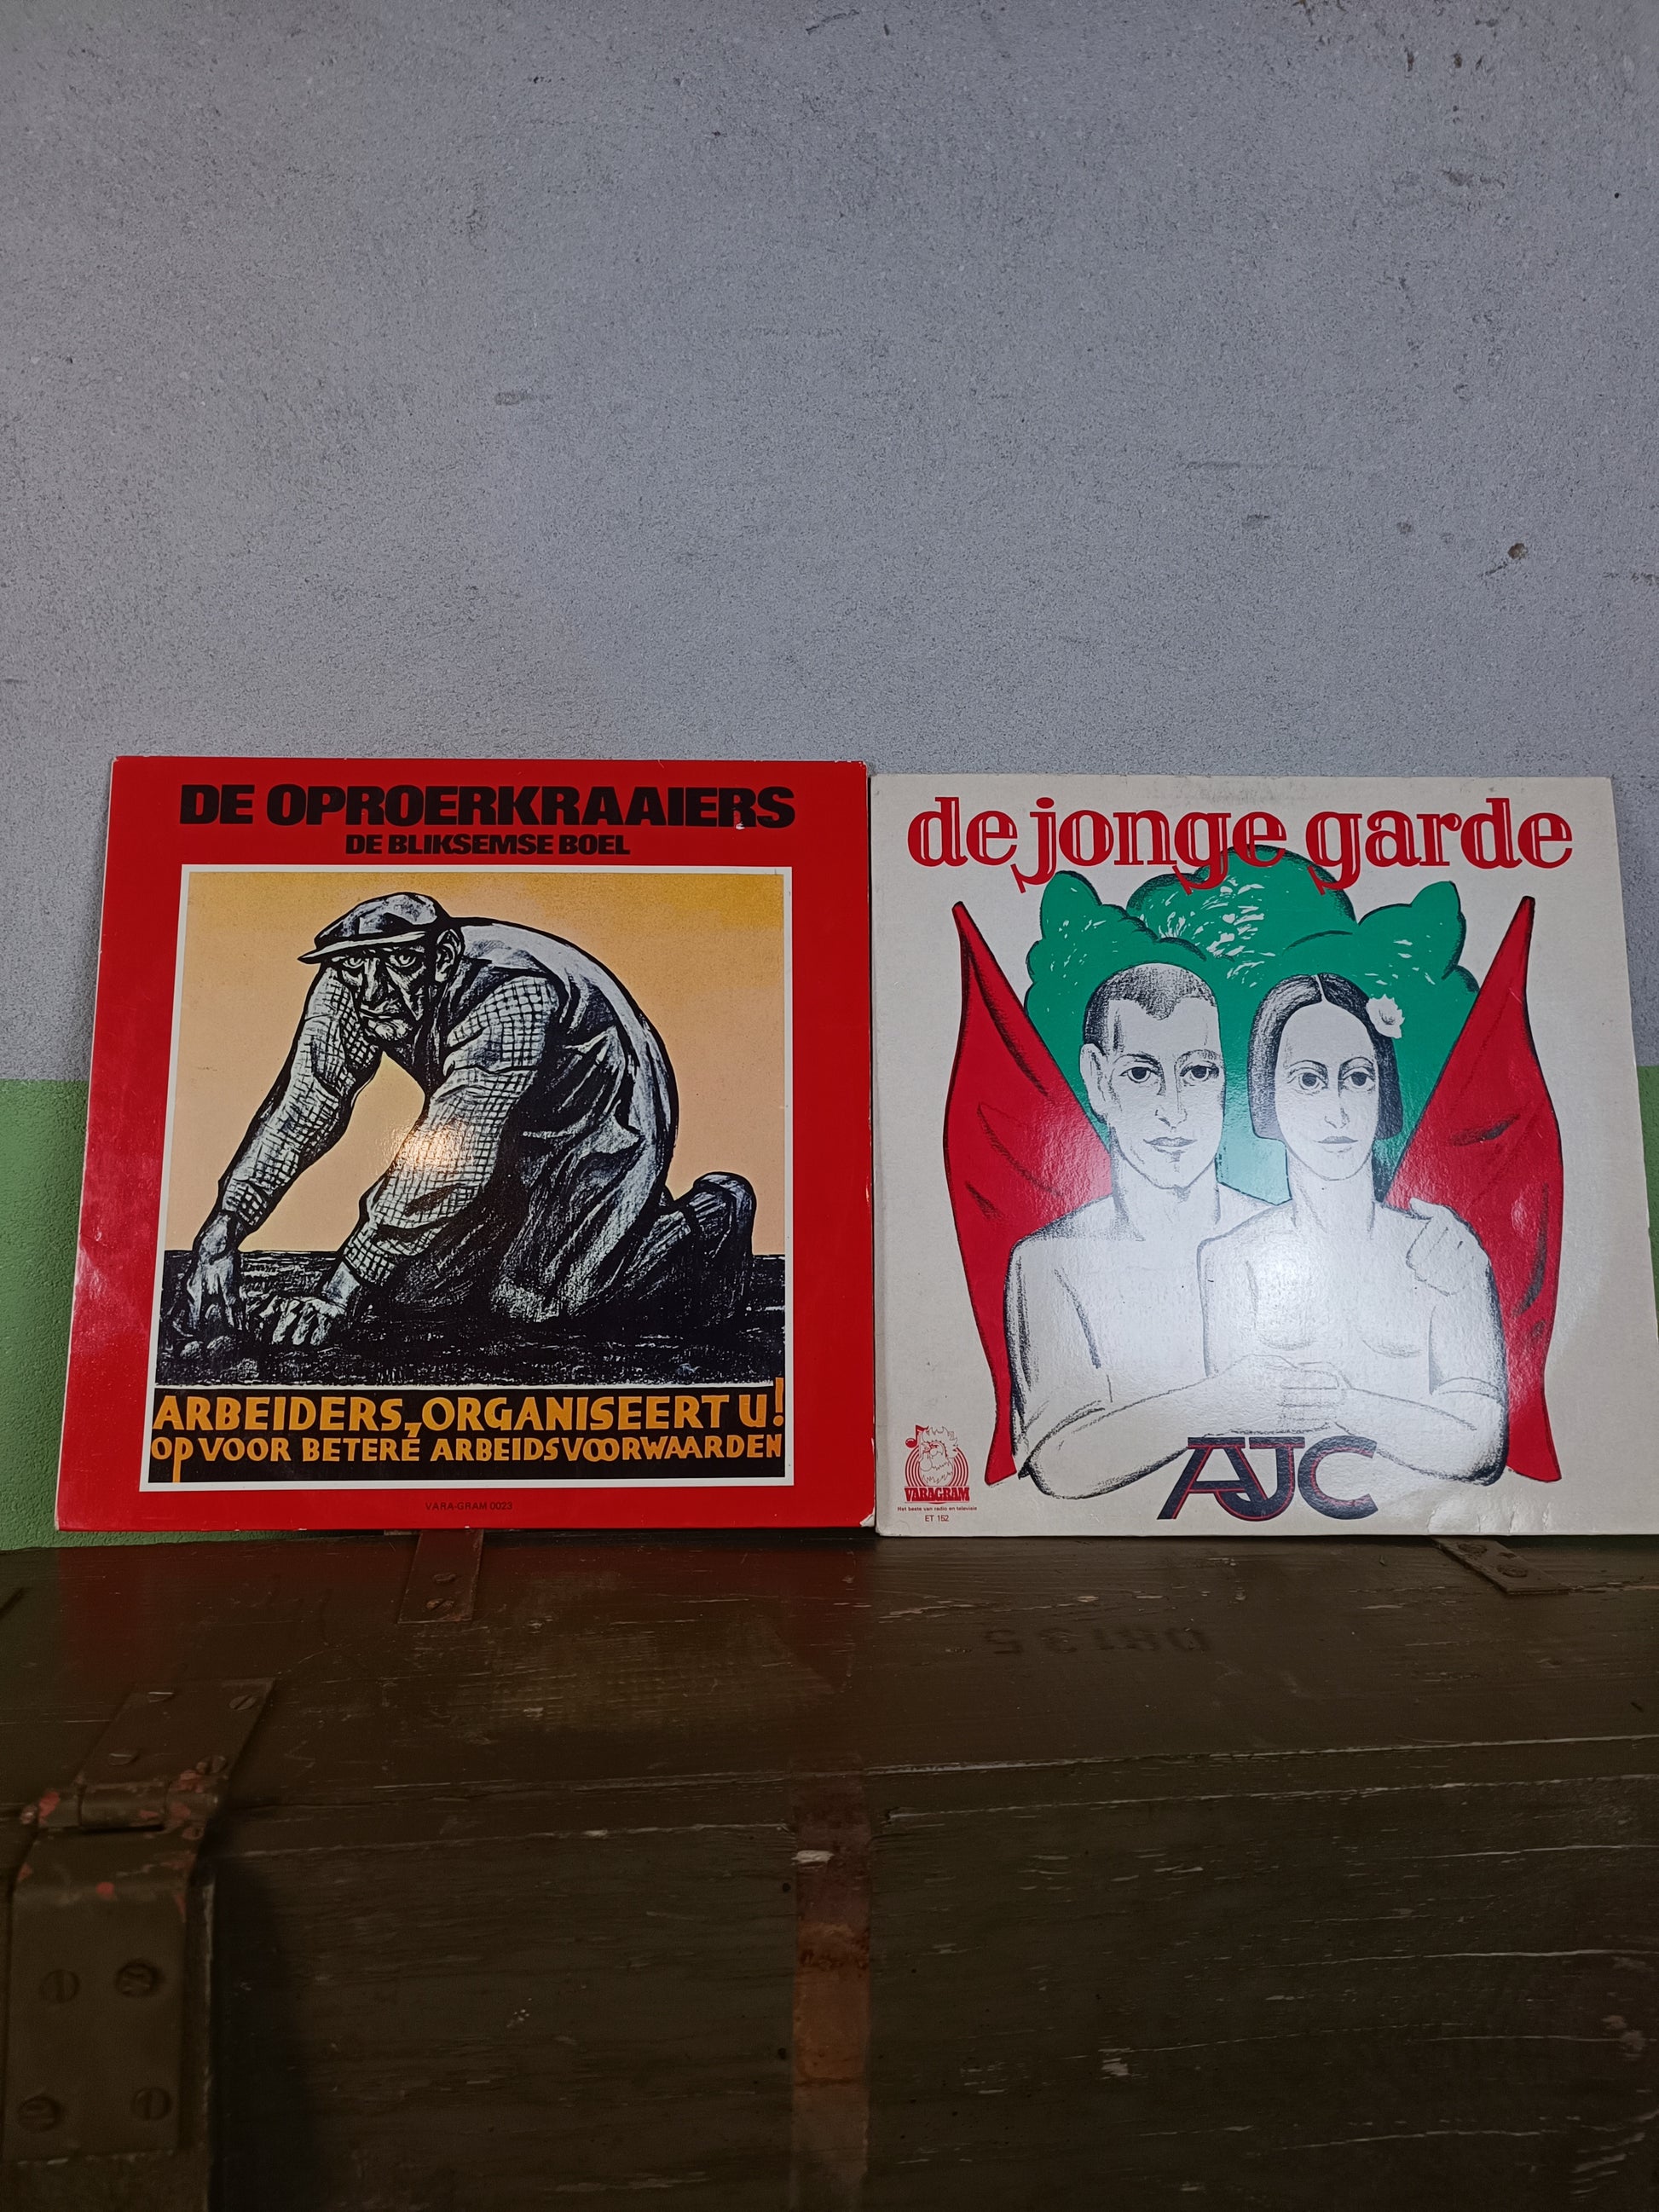 DE OPROERKRAAIERS
DE BLIKSEMSE BOEL
ARBEIDERS, ORGANISEERT U!
OP VOOR BETERE ARBEIDSVOORWAARDEN
VARA-GRAM 0023
de jonge garde
AJC
VARAGRAM
Het beste van radio en televisie
ET 152